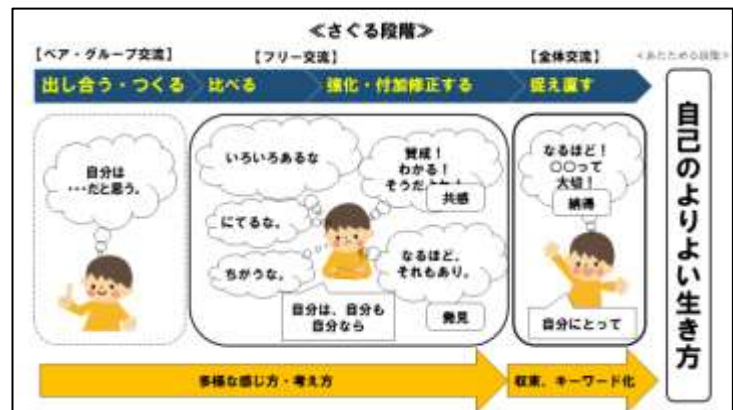 ≪さぐる段階≫
【ペア・グループ交流】
【フリー交流】
【全体交流】
<あたためる段階>
出し合う・つくる
比べる
強化・付加修正する
捉え直す
自分は
・・・だと思う。
いろいろあるな
にてるな。
ちがうな。
賛成！
わかる！
そうだよね！
共感
なるほど、
それもあり。
発見
自分は、自分も
自分なら
なるほど！
○○って
大切！
納得
自分にとって
自己のよりよい生き方
多様な感じ方・考え方
収束、キーワード化